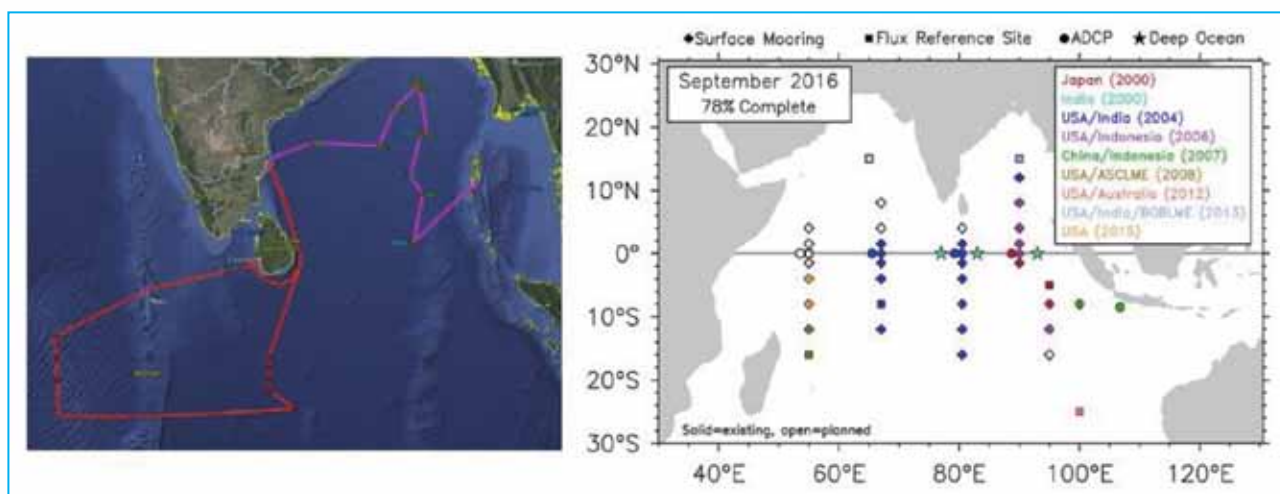 ◆Surface Mooring ■Flux Reference Site ●ADCP ★Deep Ocean
30°N
20°N
10°N
0°
10°S
20°S
30°S
September 2016
78% Complete
Japan (2000)
India (2000)
USA/India (2004)
USA/Indonesia (2006)
China/Indonesia (2007)
USA/ASCLME (2008)
USA/Australia (2012)
USA/India/BOBLME (2013)
USA (2015)
Solid=existing, open=planned
40°E 60°E 80°E 100°E 120°E